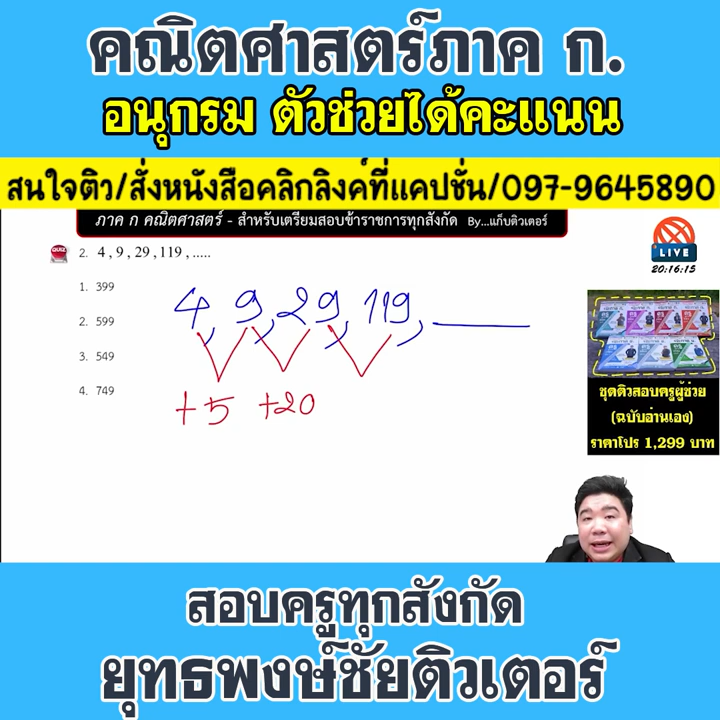 คณิตศาสตร์ภาค ก.
อนุกรม ตัวช่วยได้คะแนน
สนใจติว/สั่งหนังสือคลิกลิงค์ที่แคปชั่น/097-9645890
ภาค ก คณิตศาสตร์ - สำหรับเตรียมสอบข้าราชการทุกสังกัด By...แก็บติวเตอร์
QUIZ 2. 4 , 9 , 29 , 119 , .....
1. 399
2. 599
3. 549
4. 749
4, 9, 29, 119, ______
+5 +20
LIVE
20:16:15
ชุดติวสอบครูผู้ช่วย
(ฉบับอ่านเอง)
ราคาโปร 1,299 บาท
สอบครูทุกสังกัด
ยุทธพงษ์ชัยติวเตอร์